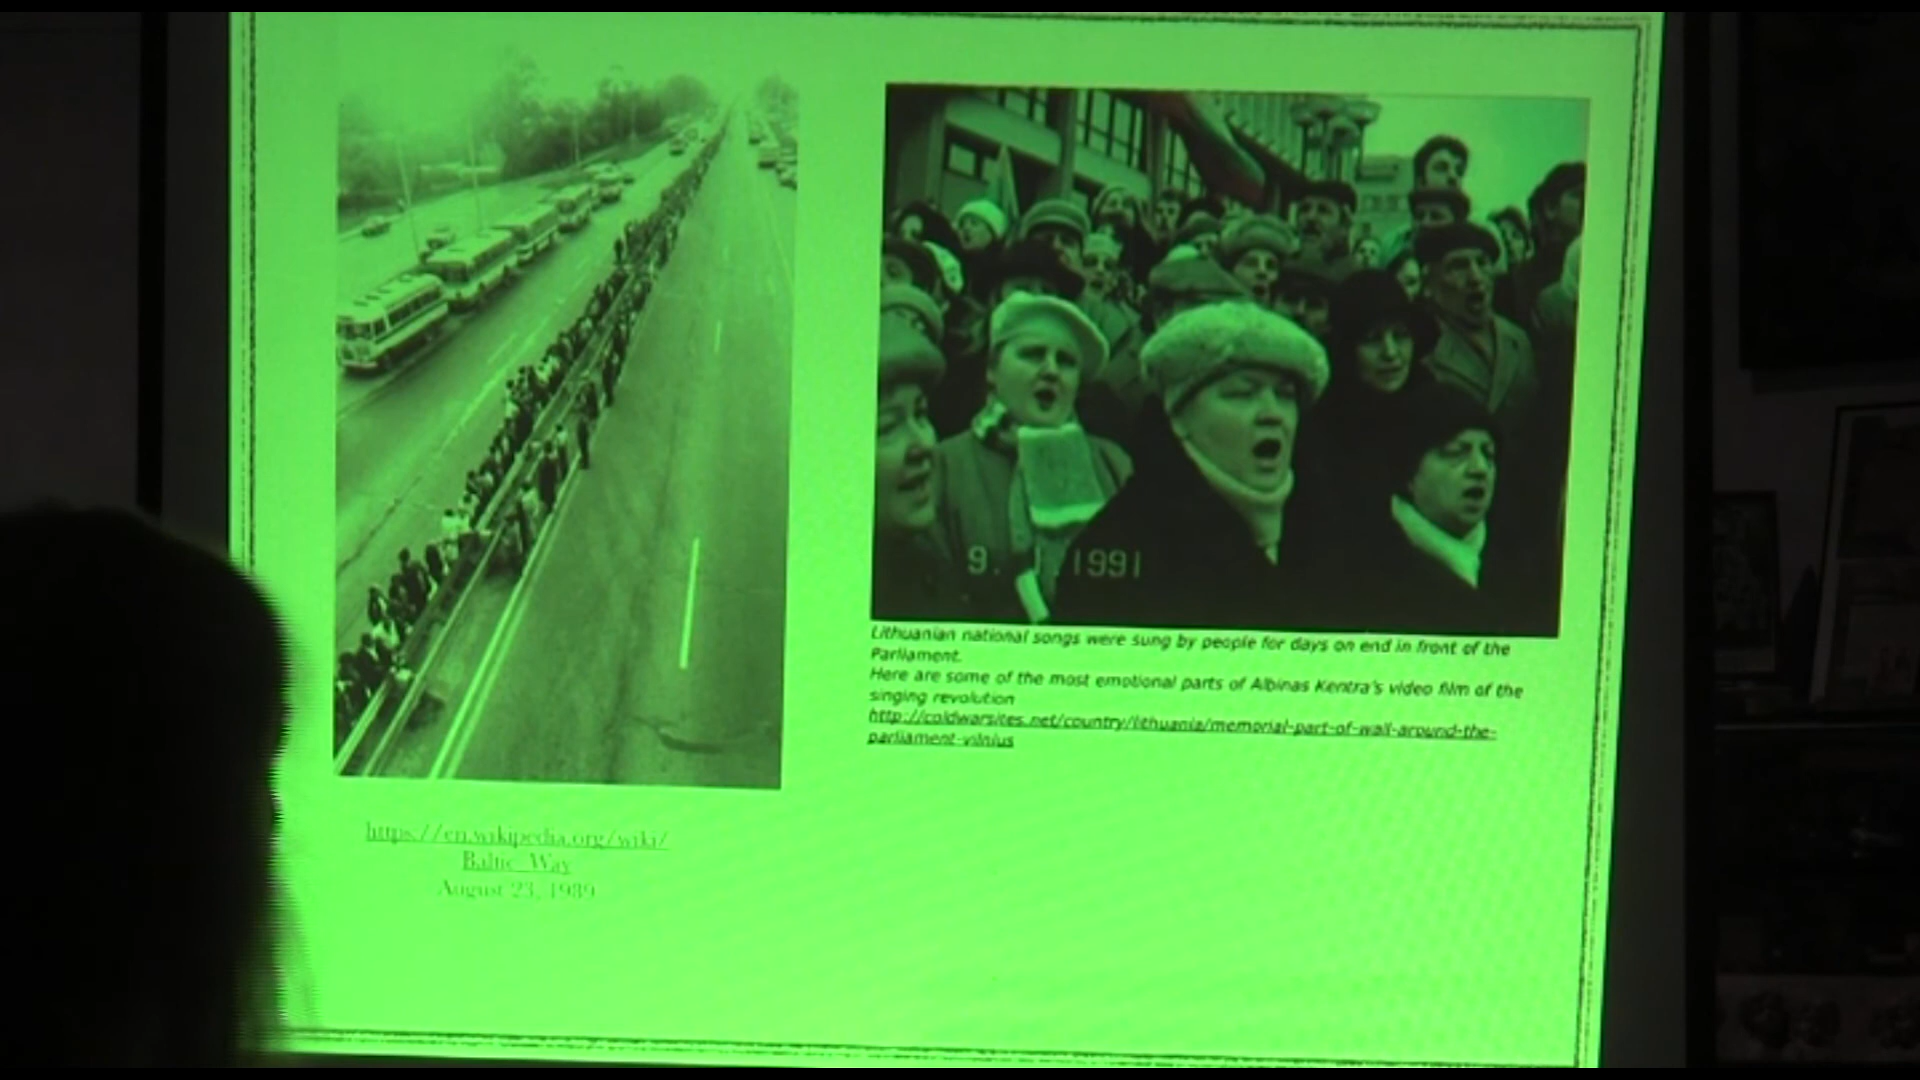 9. 1.1991
Lithuanian national songs were sung by people for days on end in front of the
Parliament.
Here are some of the most emotional parts of Albinas Kentra's video film of the
singing revolution
http://coldwarsites.net/country/lithuania/memorial-part-of-wall-around-the-
parliament-vilnius
https://en.wikipedia.org/wiki/
Baltic_Way
August 23, 1989